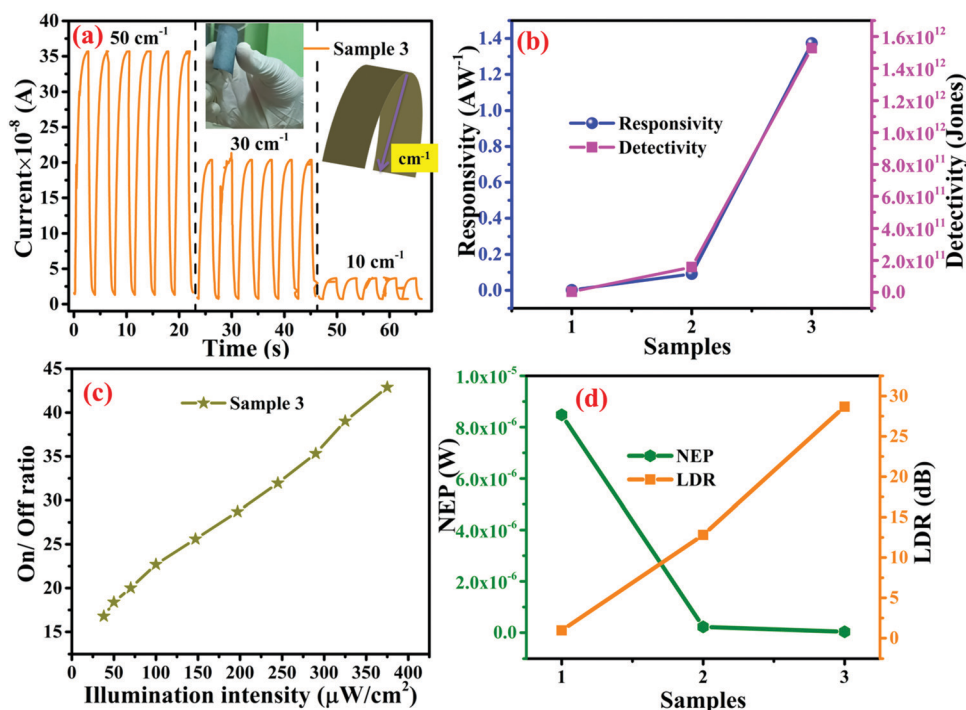 (a)
50 cm⁻¹
Sample 3
30 cm⁻¹
cm⁻¹
10 cm⁻¹
40
35
30
25
20
15
10
5
0
Current×10⁻⁸ (A)
0 10 20 30 40 50 60
Time (s)
(b)
Responsivity
Detectivity
1.4
1.2
1.0
0.8
0.6
0.4
0.2
0.0
Responsivity (AW⁻¹)
1.6x10¹²
1.4x10¹²
1.2x10¹²
1.0x10¹²
8.0x10¹¹
6.0x10¹¹
4.0x10¹¹
2.0x10¹¹
0.0
Detectivity (Jones)
1 2 3
Samples
(c)
Sample 3
45
40
35
30
25
20
15
On/ Off ratio
0 50 100 150 200 250 300 350 400
Illumination intensity (μW/cm²)
(d)
NEP
LDR
1.0x10⁻⁵
8.0x10⁻⁶
6.0x10⁻⁶
4.0x10⁻⁶
2.0x10⁻⁶
0.0
NEP (W)
30
25
20
15
10
5
0
LDR (dB)
1 2 3
Samples